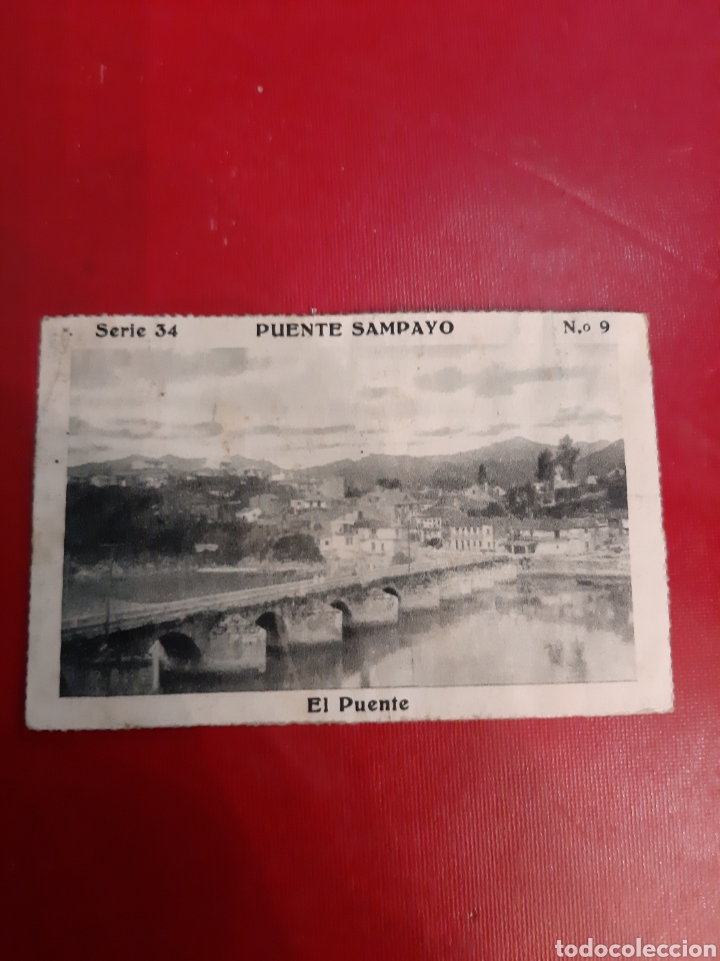 Serie 34 PUENTE SAMPAYO N.o 9
El Puente
todocoleccion